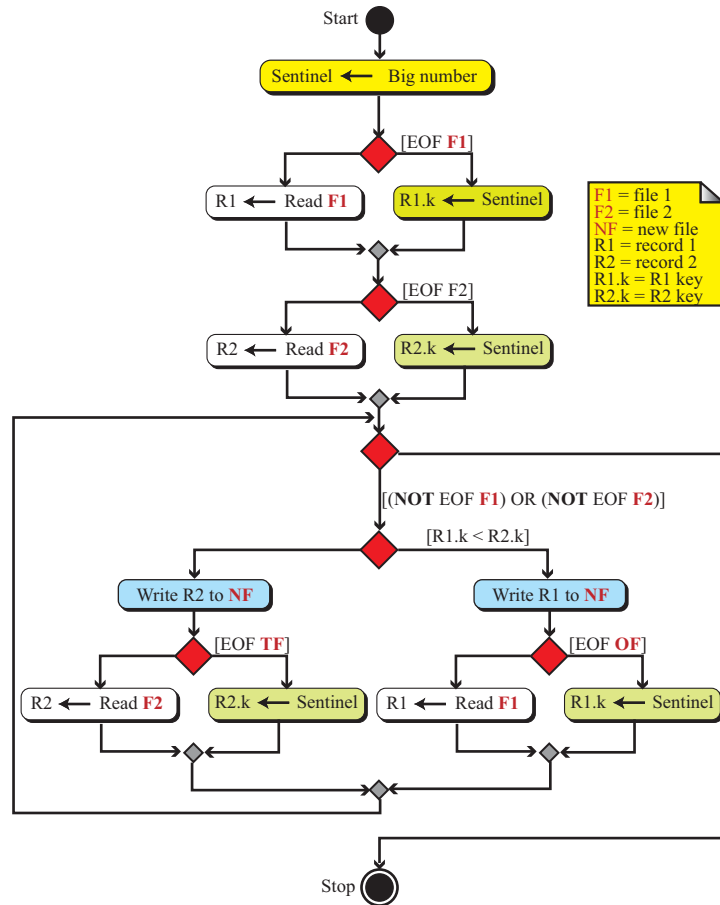 Start
Sentinel ← Big number
[EOF F1]
R1 ← Read F1
R1.k ← Sentinel
F1 = file 1
F2 = file 2
NF = new file
R1 = record 1
R2 = record 2
R1.k = R1 key
R2.k = R2 key
[EOF F2]
R2 ← Read F2
R2.k ← Sentinel
[(NOT EOF F1) OR (NOT EOF F2)]
[R1.k < R2.k]
Write R2 to NF
Write R1 to NF
[EOF TF]
[EOF OF]
R2 ← Read F2
R2.k ← Sentinel
R1 ← Read F1
R1.k ← Sentinel
Stop